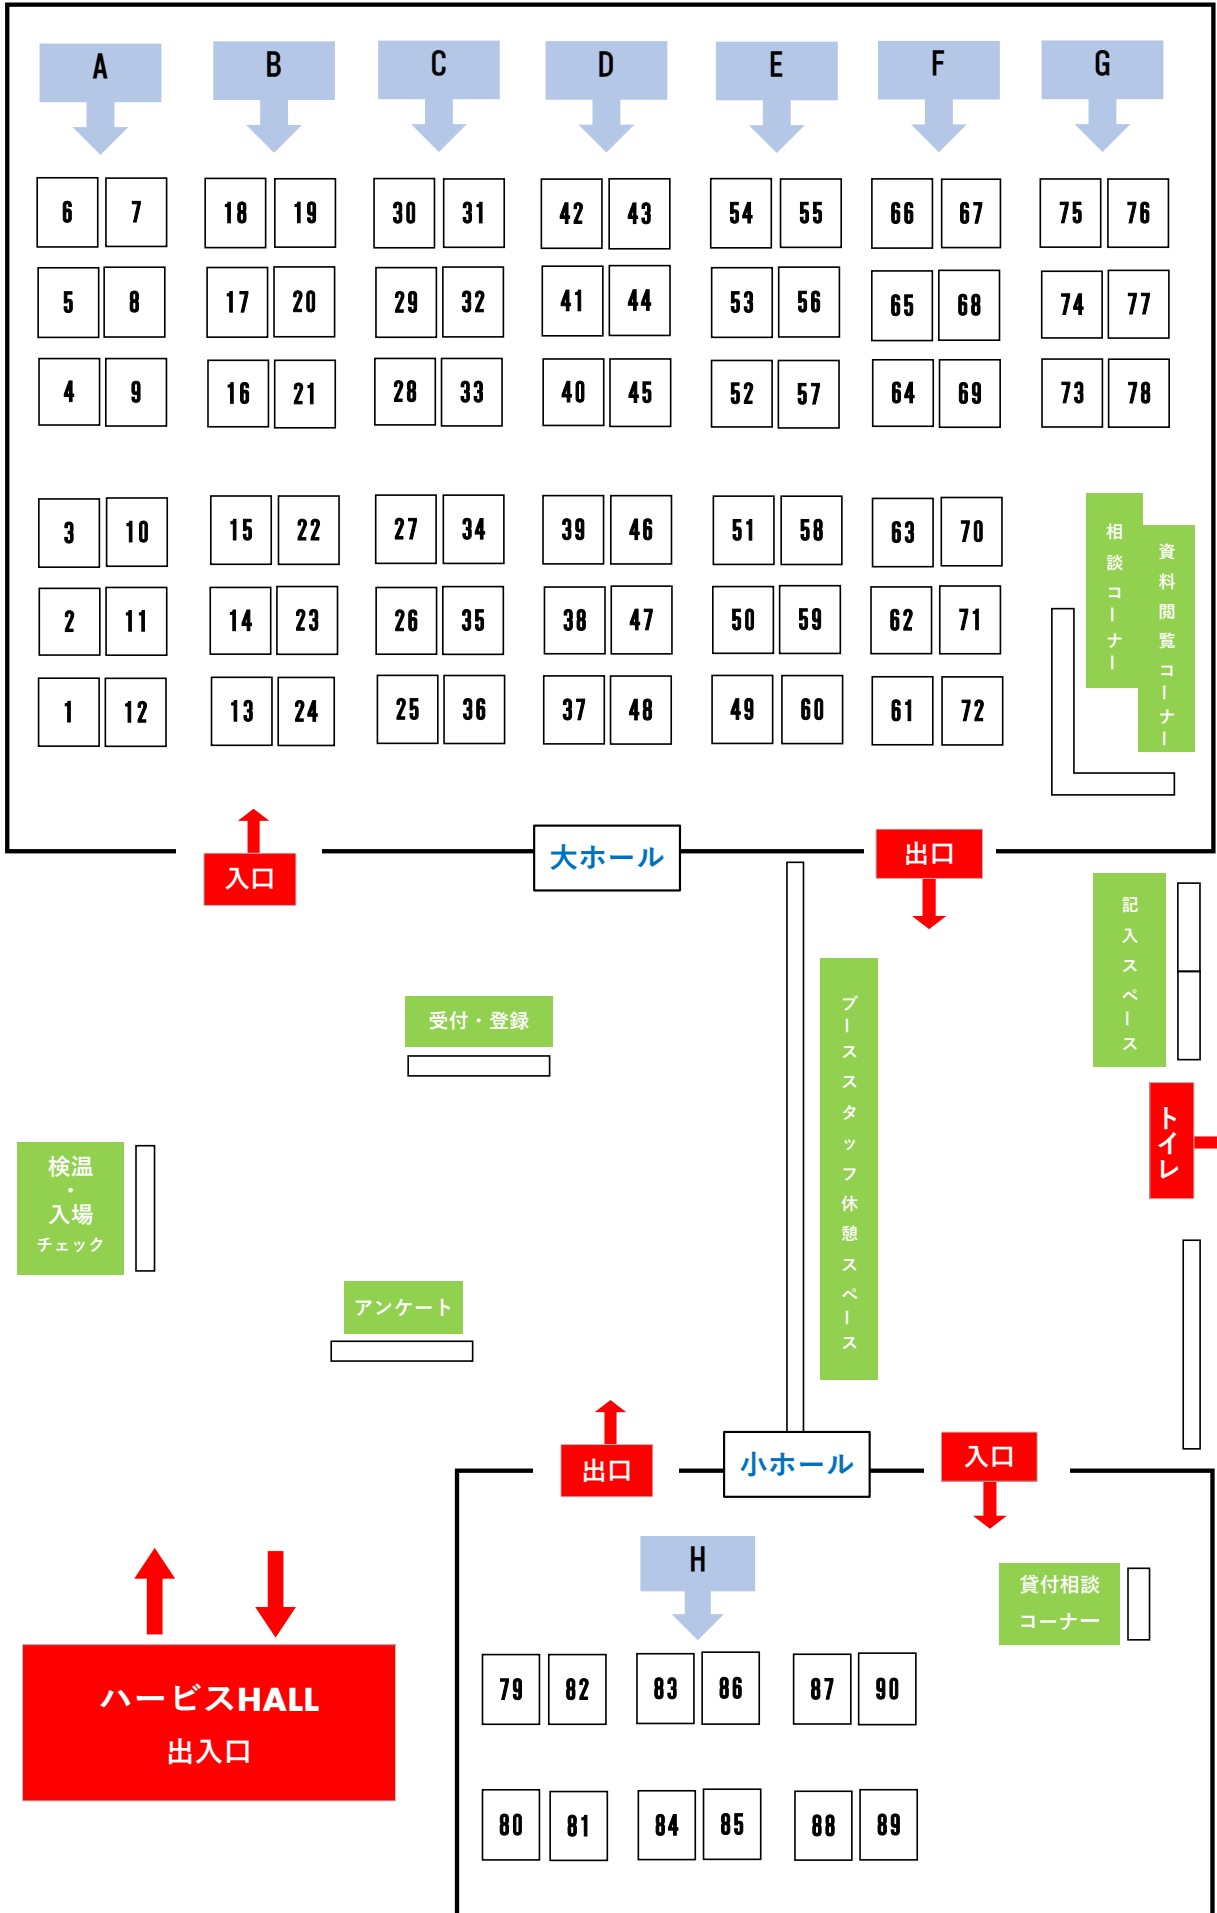 A B C D E F G
6 7 18 19 30 31 42 43 54 55 66 67 75 76
5 8 17 20 29 32 41 44 53 56 65 68 74 77
4 9 16 21 28 33 40 45 52 57 64 69 73 78
3 10 15 22 27 34 39 46 51 58 63 70
2 11 14 23 26 35 38 47 50 59 62 71
1 12 13 24 25 36 37 48 49 60 61 72
相談コーナー
資料閲覧コーナー
入口
大ホール
出口
記入スペース
受付・登録
ブーススタッフ休憩スペース
トイレ
検温
・
入場
チェック
アンケート
出口
小ホール
入口
H
貸付相談
コーナー
ハービスHALL
出入口
79 82 83 86 87 90
80 81 84 85 88 89